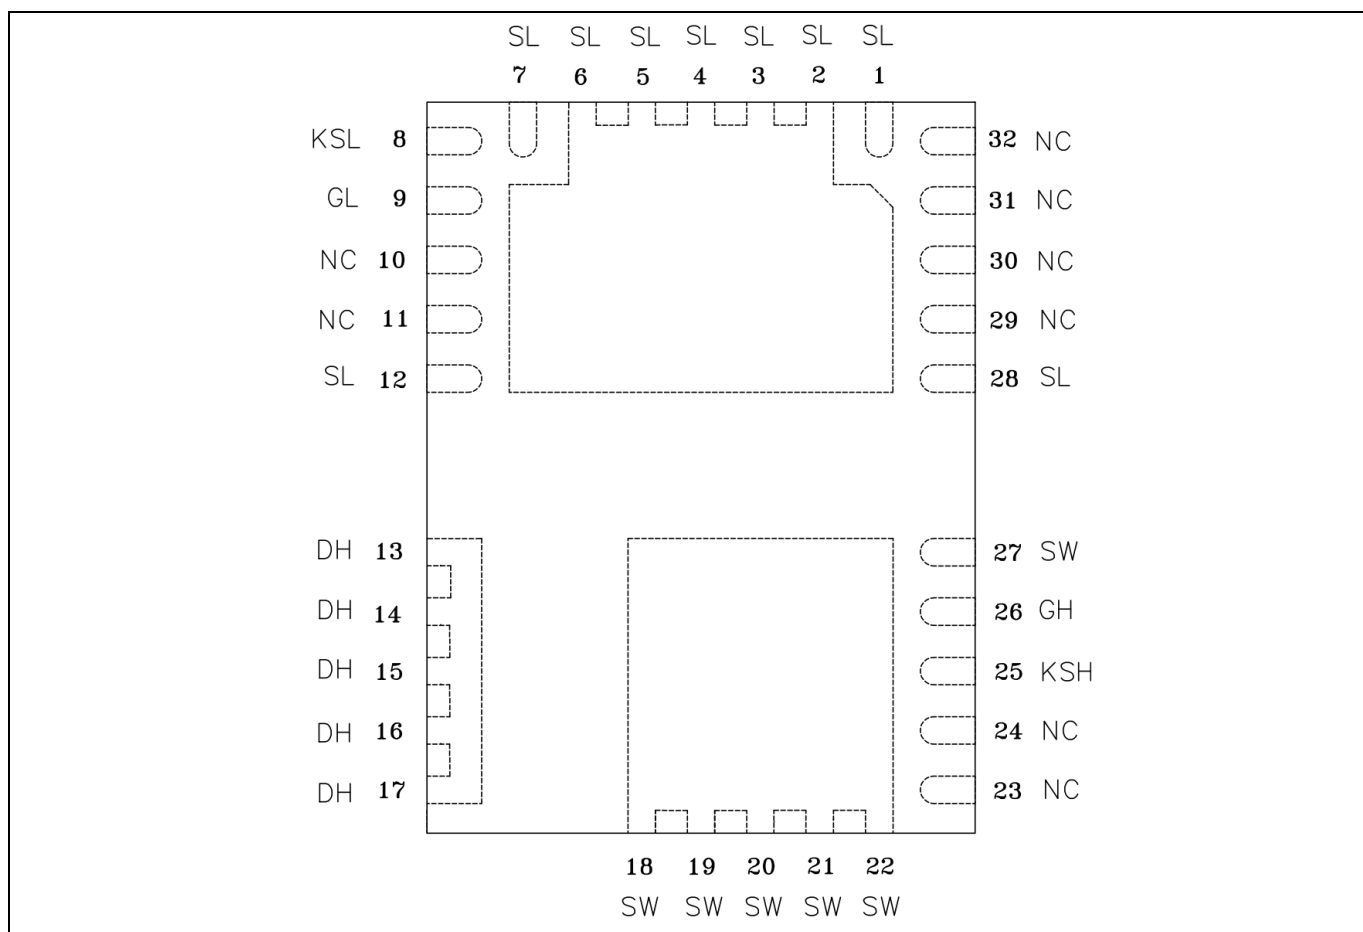 SL SL SL SL SL SL SL
7 6 5 4 3 2 1
KSL 8 32 NC
GL 9 31 NC
NC 10 30 NC
NC 11 29 NC
SL 12 28 SL
DH 13 27 SW
DH 14 26 GH
DH 15 25 KSH
DH 16 24 NC
DH 17 23 NC
18 19 20 21 22
SW SW SW SW SW